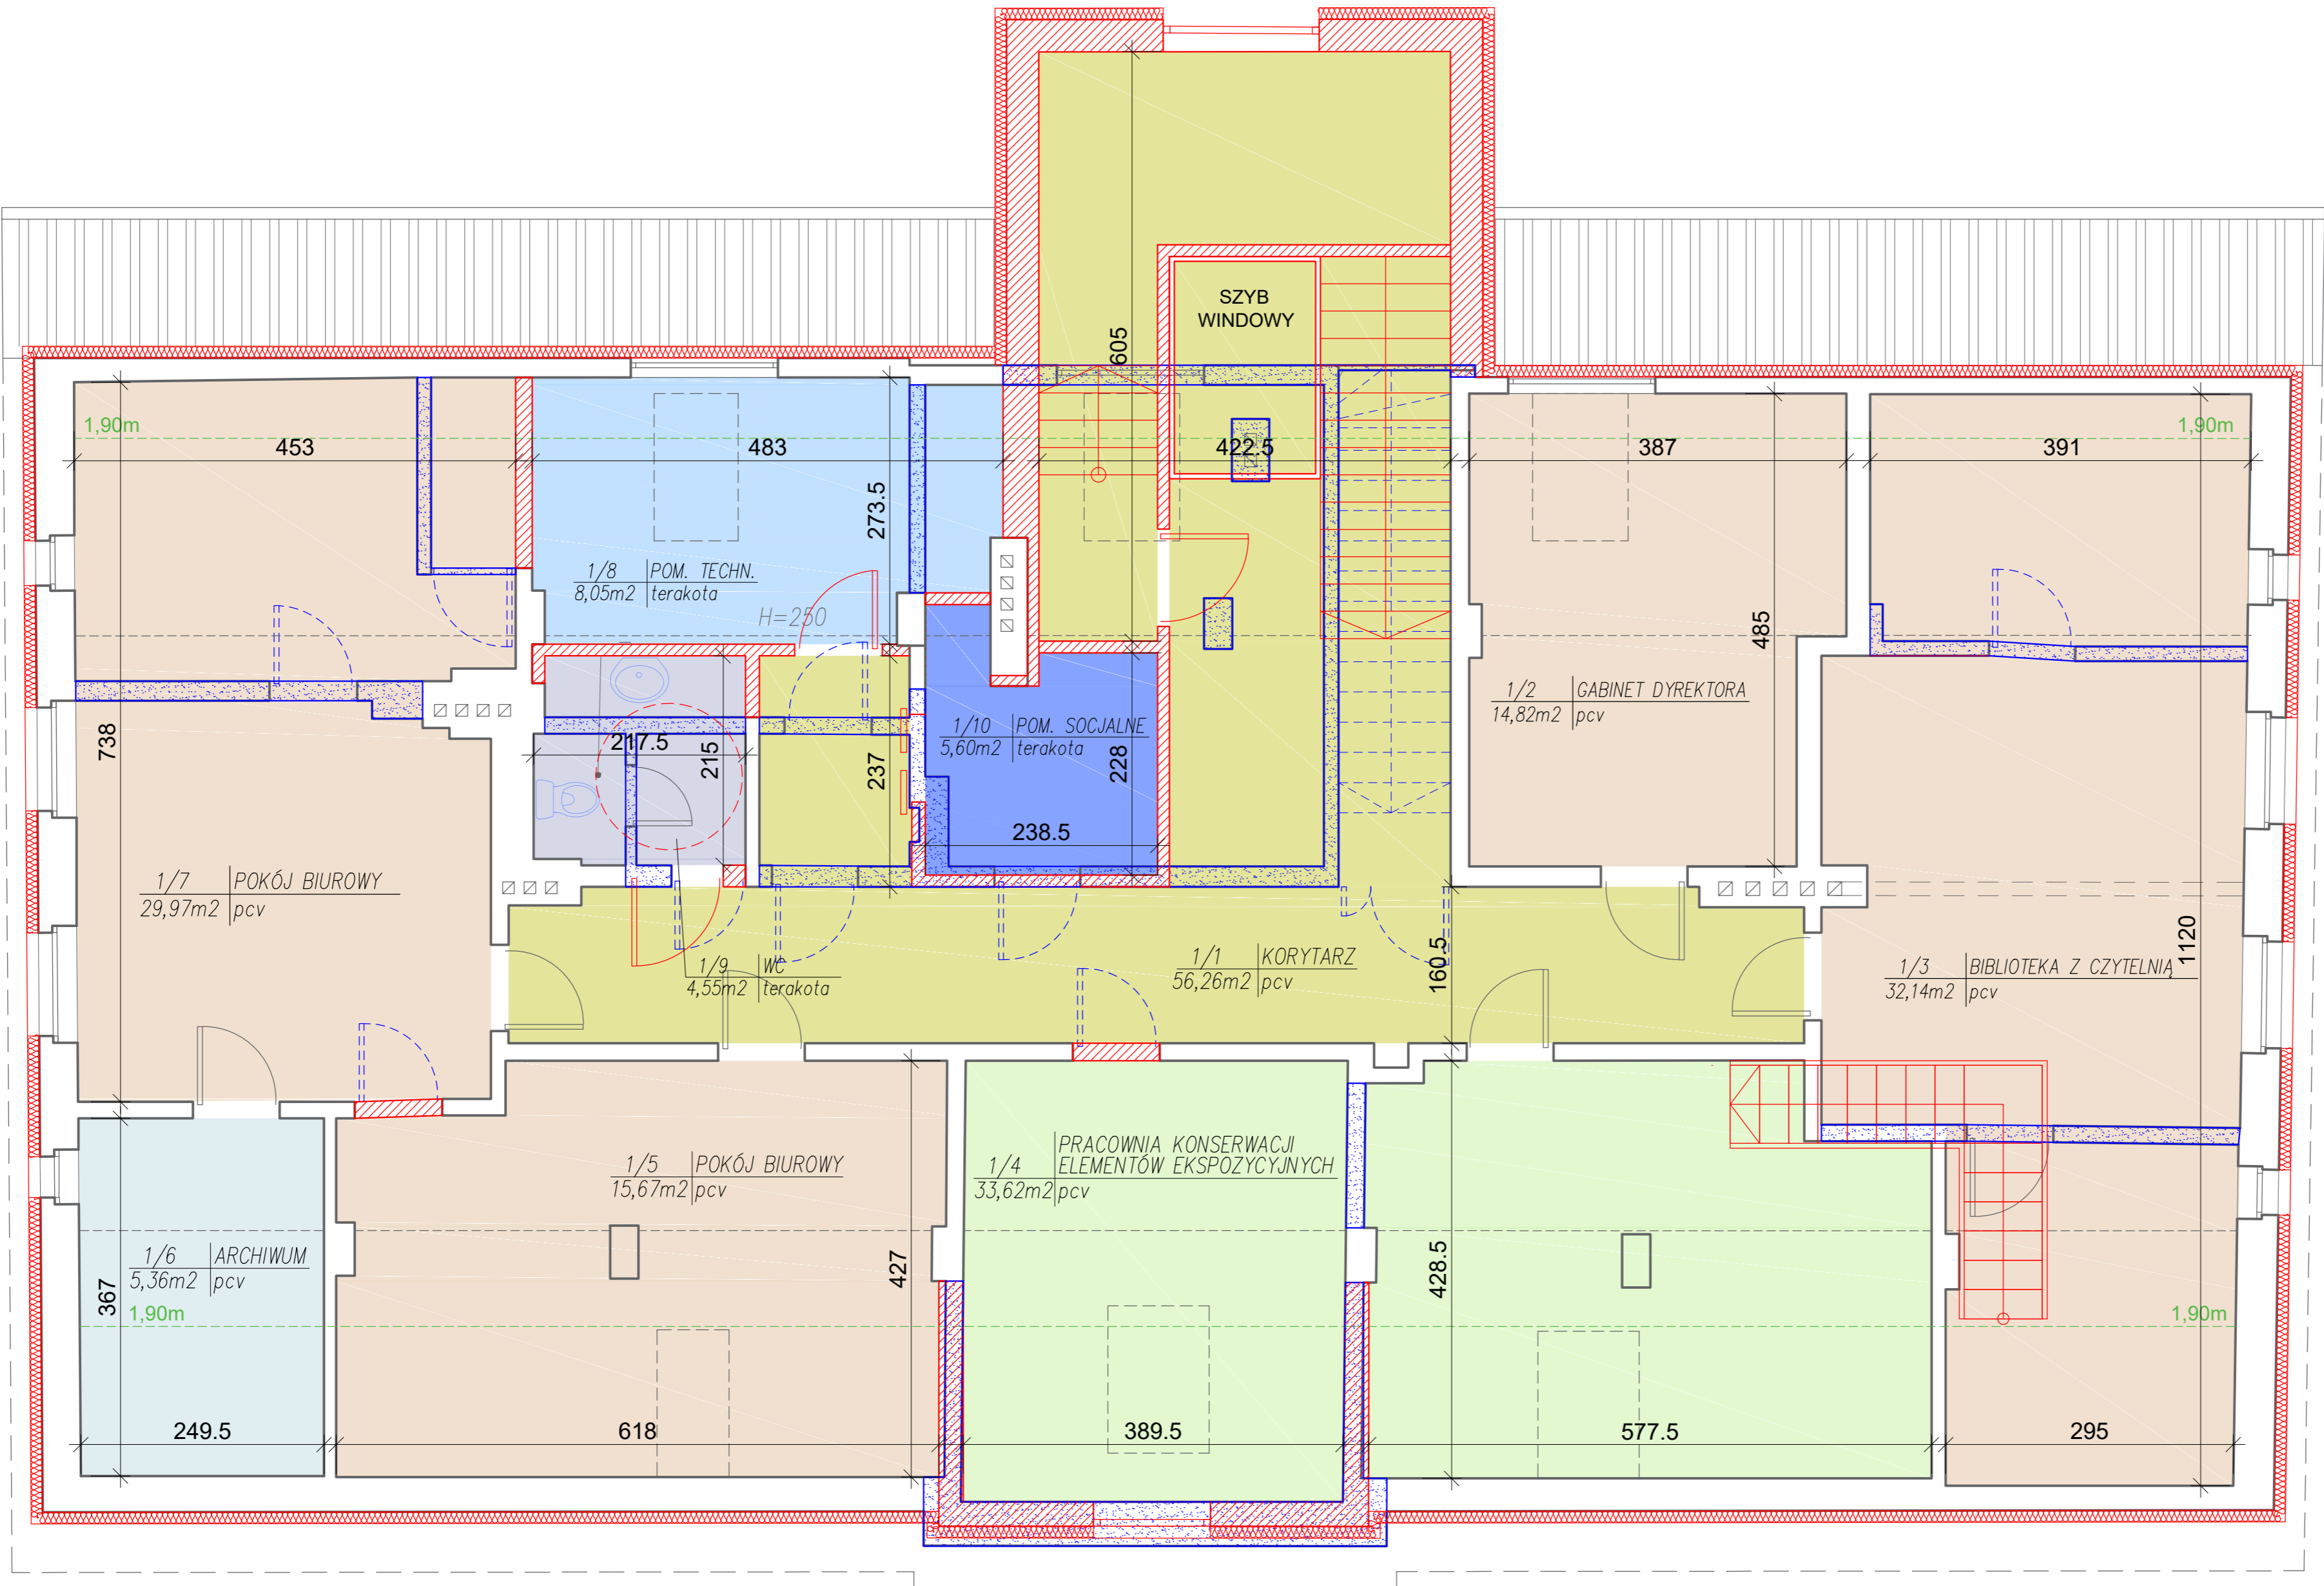 SZYB
WINDOWY
605
1,90m
453
483
422.5
387
391
1,90m
273.5
1/8 POM. TECHN.
8,05m2 terakota
H=250
485
1/2 GABINET DYREKTORA
14,82m2 pcv
738
217.5
215
237
1/10 POM. SOCJALNE
5,60m2 terakota
228
238.5
1/7 POKÓJ BIUROWY
29,97m2 pcv
1/9 WC
4,55m2 terakota
1/1 KORYTARZ
56,26m2 pcv
160.5
1120
1/3 BIBLIOTEKA Z CZYTELNIĄ
32,14m2 pcv
1/5 POKÓJ BIUROWY
15,67m2 pcv
PRACOWNIA KONSERWACJI
1/4 ELEMENTÓW EKSPOZYCYJNYCH
33,62m2 pcv
1/6 ARCHIWUM
5,36m2 pcv
367
427
428.5
1,90m
1,90m
249.5
618
389.5
577.5
295